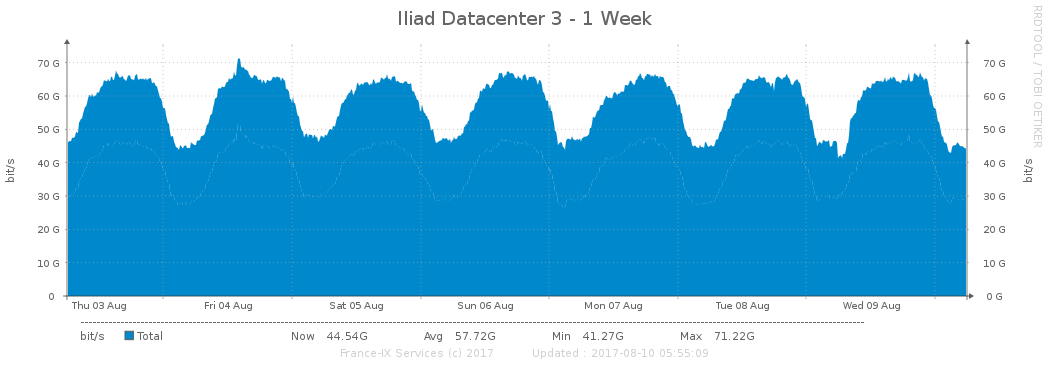 Iliad Datacenter 3 - 1 Week
RRDTOOL / TOBI OETIKER
bit/s
70 G 70 G
60 G 60 G
50 G 50 G
40 G 40 G
30 G 30 G
20 G 20 G
10 G 10 G
0 0 G
bit/s
Thu 03 Aug Fri 04 Aug Sat 05 Aug Sun 06 Aug Mon 07 Aug Tue 08 Aug Wed 09 Aug
bit/s Total Now 44.54G Avg 57.72G Min 41.27G Max 71.22G
France-IX Services (c) 2017 Updated : 2017-08-10 05:55:09